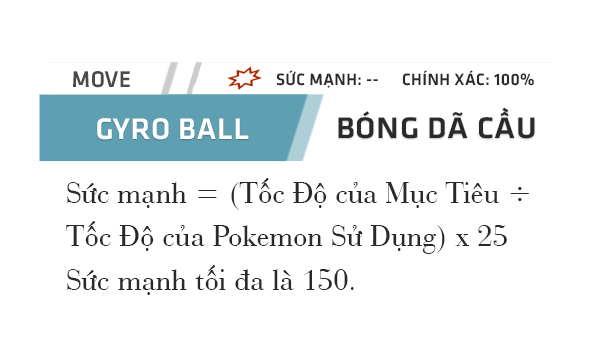 MOVE
SỨC MẠNH: -- CHÍNH XÁC: 100%
GYRO BALL
BÓNG DÃ CẦU
Sức mạnh = (Tốc Độ của Mục Tiêu ÷
Tốc Độ của Pokemon Sử Dụng) x 25
Sức mạnh tối đa là 150.